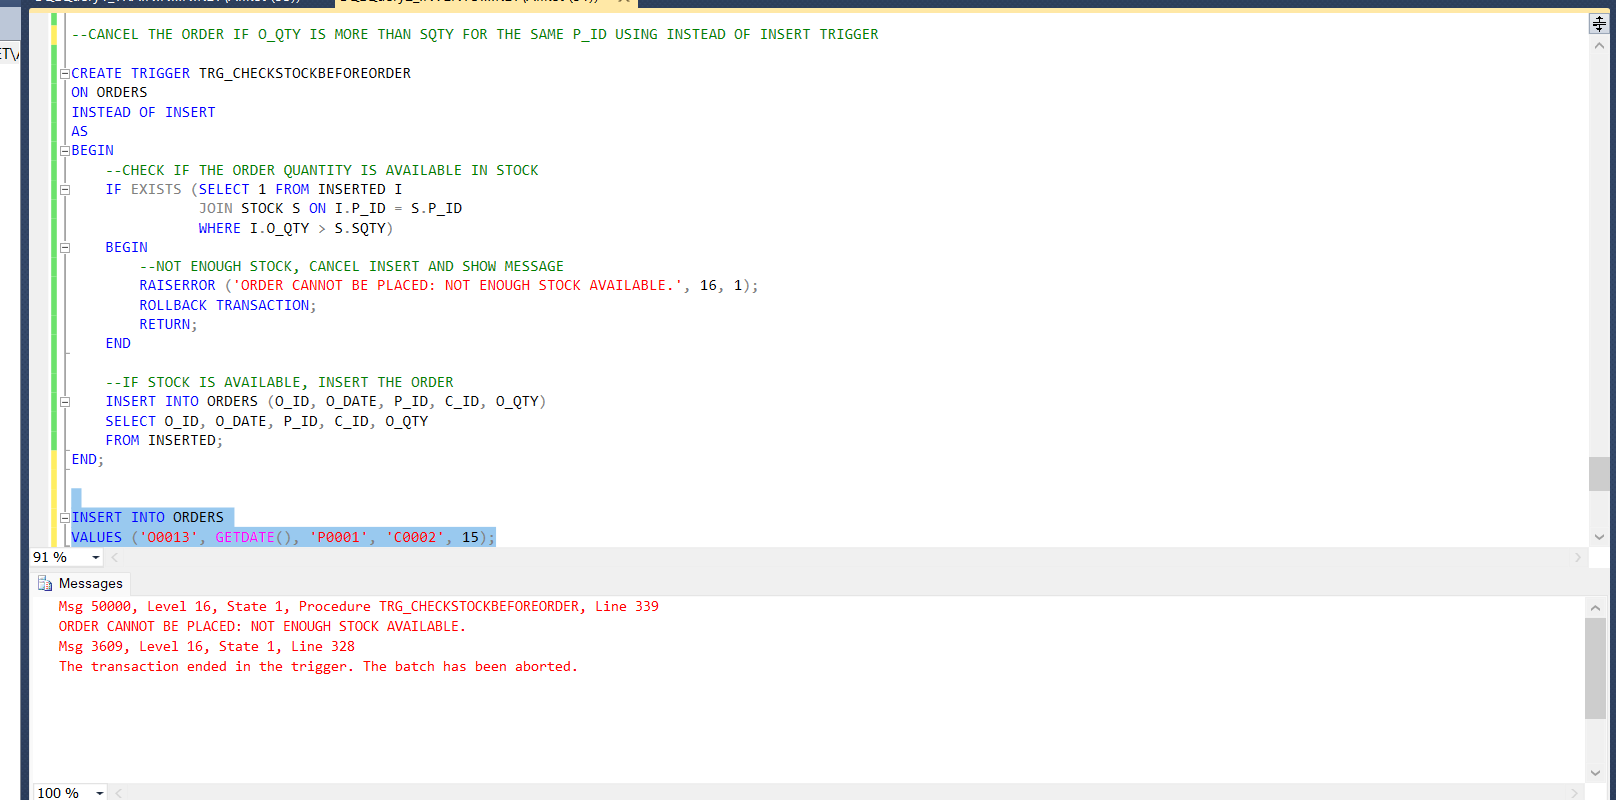 --CANCEL THE ORDER IF O_QTY IS MORE THAN SQTY FOR THE SAME P_ID USING INSTEAD OF INSERT TRIGGER
CREATE TRIGGER TRG_CHECKSTOCKBEFOREORDER
ON ORDERS
INSTEAD OF INSERT
AS
BEGIN
--CHECK IF THE ORDER QUANTITY IS AVAILABLE IN STOCK
IF EXISTS (SELECT 1 FROM INSERTED I
JOIN STOCK S ON I.P_ID = S.P_ID
WHERE I.O_QTY > S.SQTY)
BEGIN
--NOT ENOUGH STOCK, CANCEL INSERT AND SHOW MESSAGE
RAISERROR ('ORDER CANNOT BE PLACED: NOT ENOUGH STOCK AVAILABLE.', 16, 1);
ROLLBACK TRANSACTION;
RETURN;
END
--IF STOCK IS AVAILABLE, INSERT THE ORDER
INSERT INTO ORDERS (O_ID, O_DATE, P_ID, C_ID, O_QTY)
SELECT O_ID, O_DATE, P_ID, C_ID, O_QTY
FROM INSERTED;
END;
INSERT INTO ORDERS
VALUES ('O0013', GETDATE(), 'P0001', 'C0002', 15);
91 %
Messages
Msg 50000, Level 16, State 1, Procedure TRG_CHECKSTOCKBEFOREORDER, Line 339
ORDER CANNOT BE PLACED: NOT ENOUGH STOCK AVAILABLE.
Msg 3609, Level 16, State 1, Line 328
The transaction ended in the trigger. The batch has been aborted.
100 %